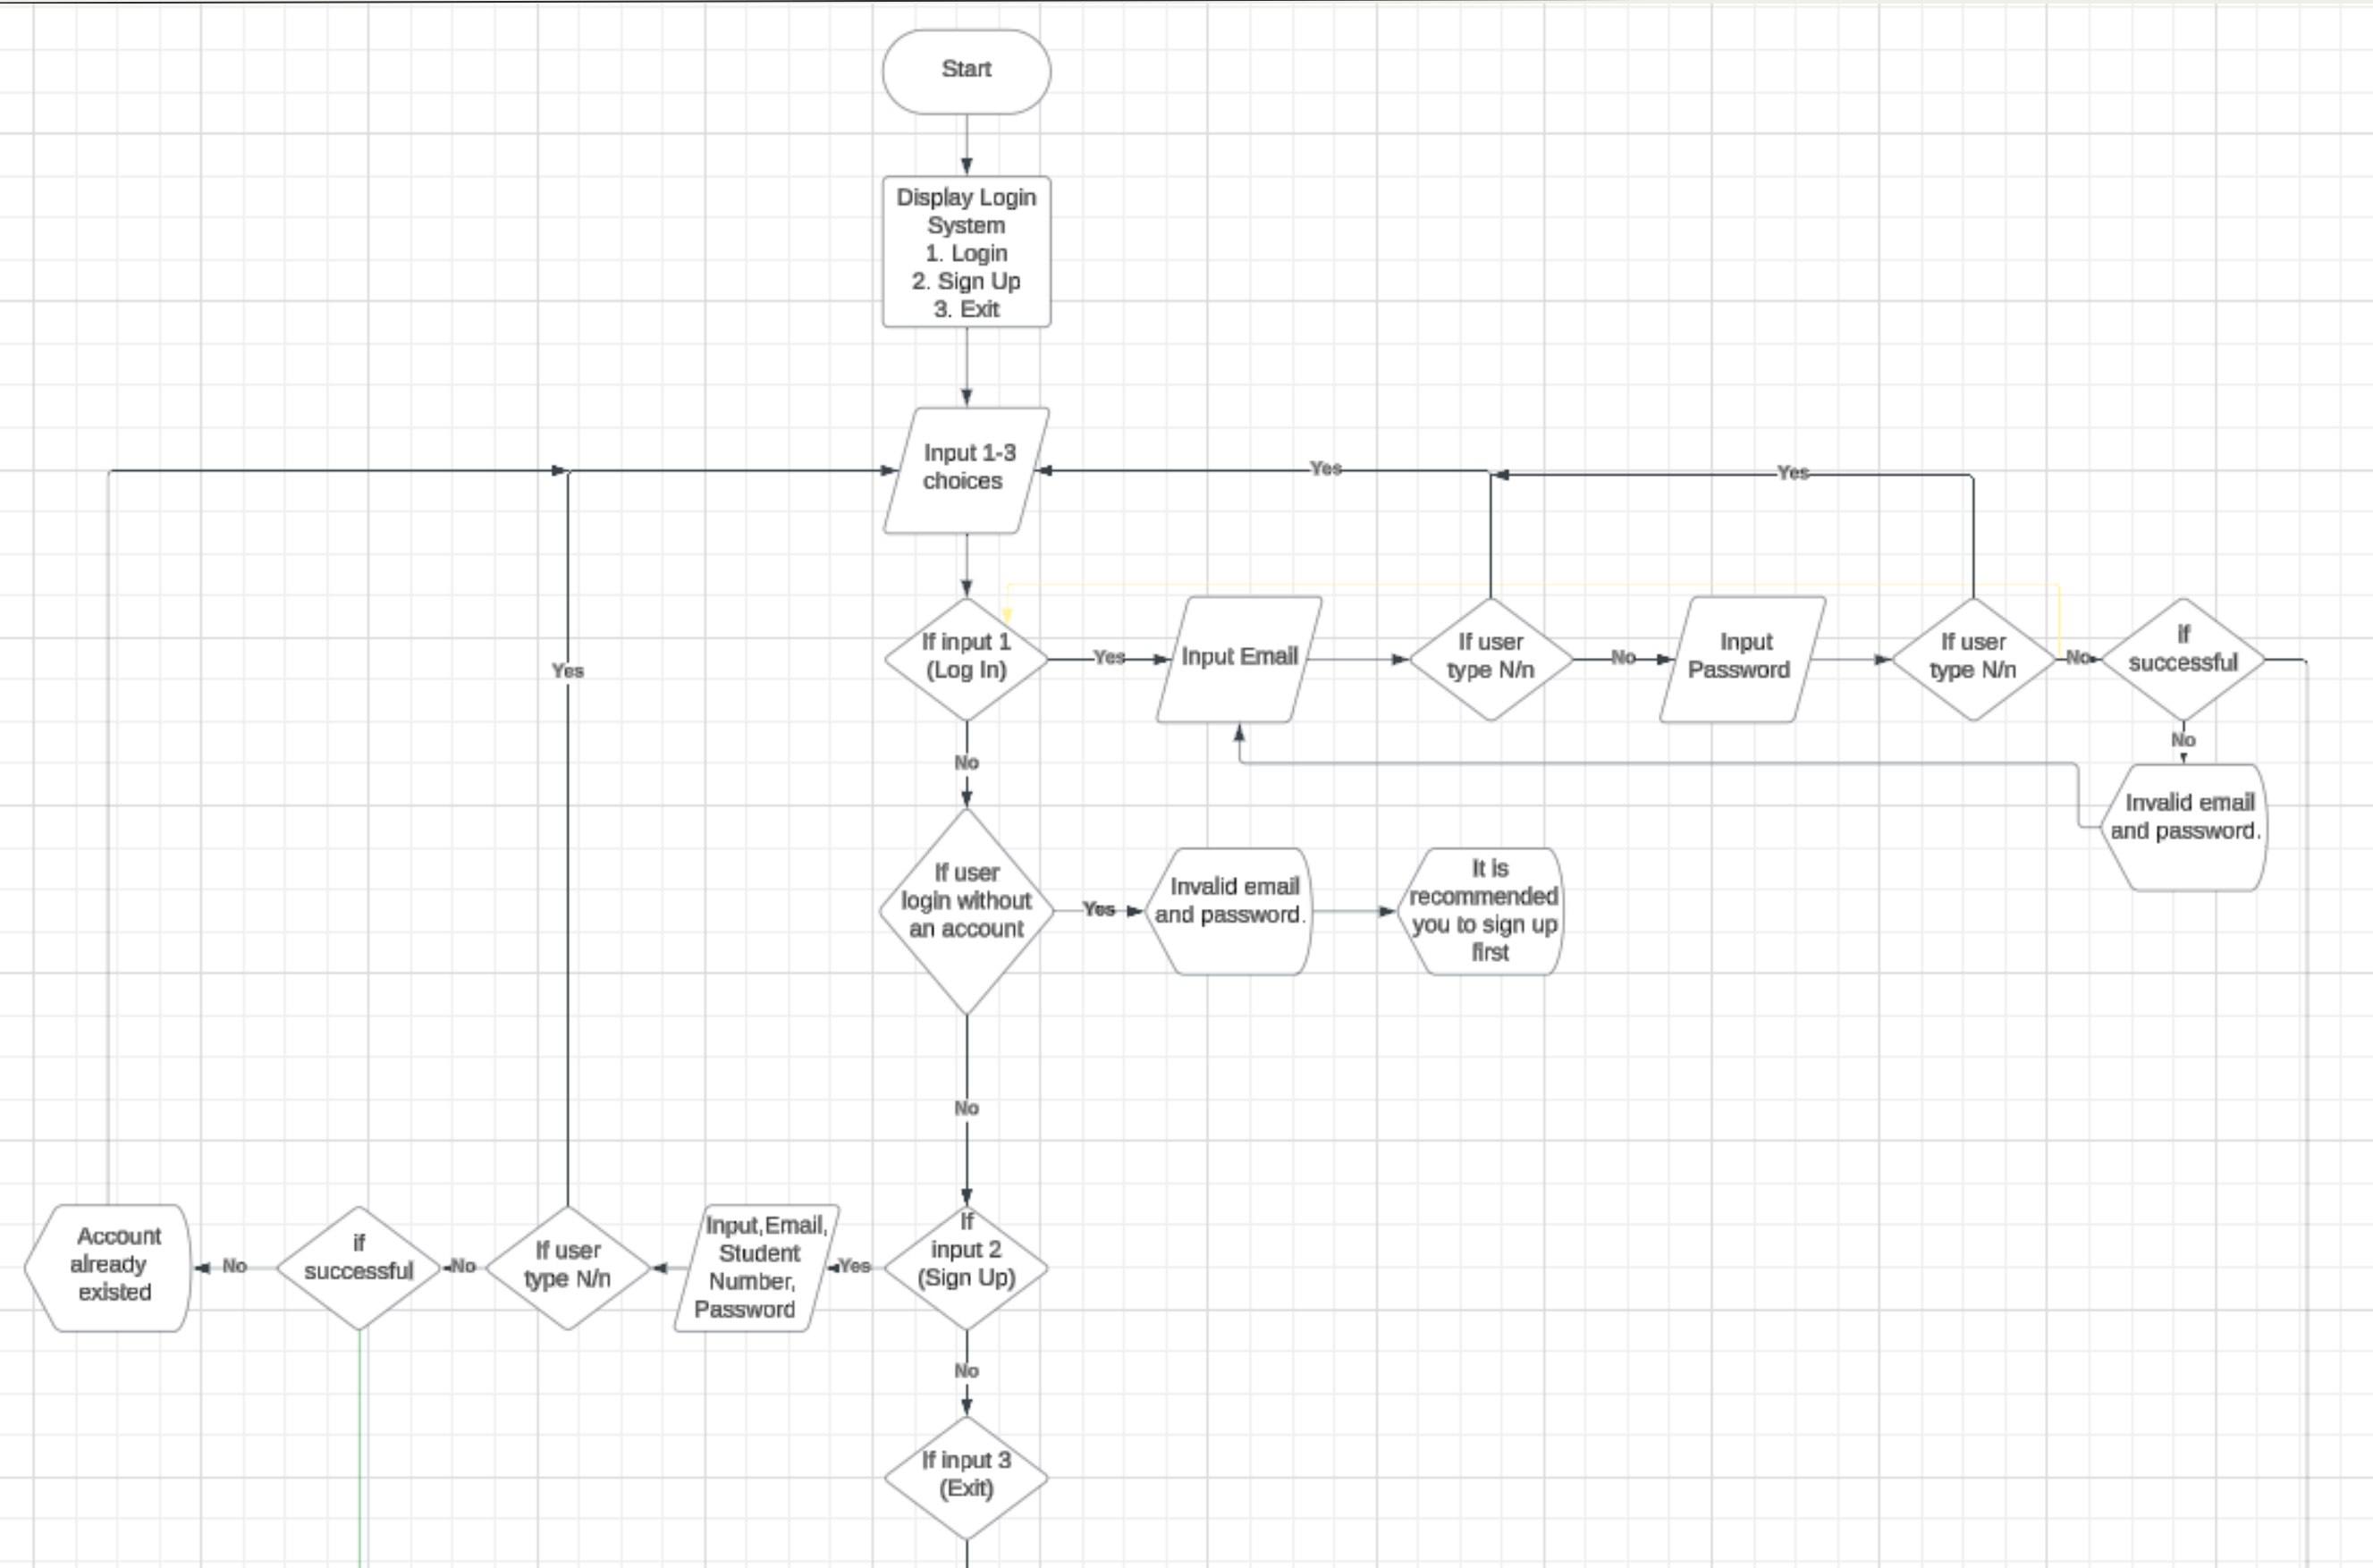 Start
Display Login
System
1. Login
2. Sign Up
3. Exit
Input 1-3
choices
Yes
Yes
Yes
If input 1
(Log In)
Yes
Input Email
If user
type N/n
No
Input
Password
If user
type N/n
No
if
successful
No
No
Invalid email
and password.
If user
login without
an account
Yes
Invalid email
and password.
It is
recommended
you to sign up
first
No
Account
already
existed
No
if
successful
No
If user
type N/n
Input,Email,
Student
Number,
Password
Yes
If
input 2
(Sign Up)
No
If input 3
(Exit)